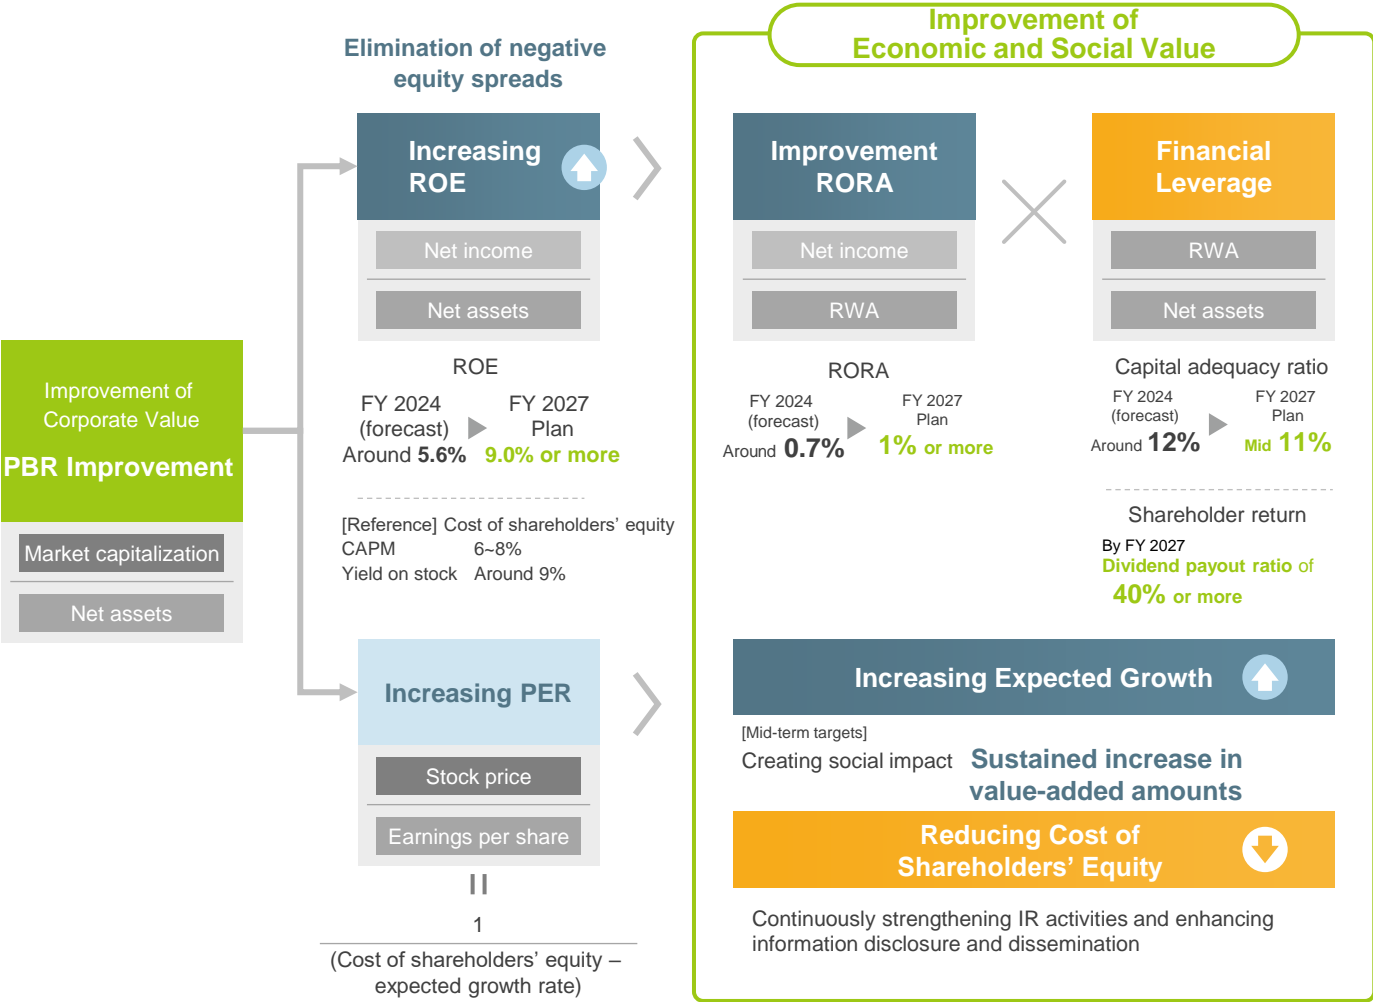 Improvement of
Corporate Value
PBR Improvement
Market capitalization
Net assets
Elimination of negative
equity spreads
Increasing
ROE
Net income
Net assets
ROE
FY 2024
(forecast)
Around 5.6%
FY 2027
Plan
9.0% or more
[Reference] Cost of shareholders’ equity
CAPM 6~8%
Yield on stock Around 9%
Increasing PER
Stock price
Earnings per share
1
(Cost of shareholders’ equity –
expected growth rate)
Improvement of
Economic and Social Value
Improvement
RORA
Net income
RWA
RORA
FY 2024
(forecast)
Around 0.7%
FY 2027
Plan
1% or more
Financial
Leverage
RWA
Net assets
Capital adequacy ratio
FY 2024
(forecast)
Around 12%
FY 2027
Plan
Mid 11%
Shareholder return
By FY 2027
Dividend payout ratio of
40% or more
Increasing Expected Growth
[Mid-term targets]
Creating social impact
Sustained increase in
value-added amounts
Reducing Cost of
Shareholders’ Equity
Continuously strengthening IR activities and enhancing
information disclosure and dissemination